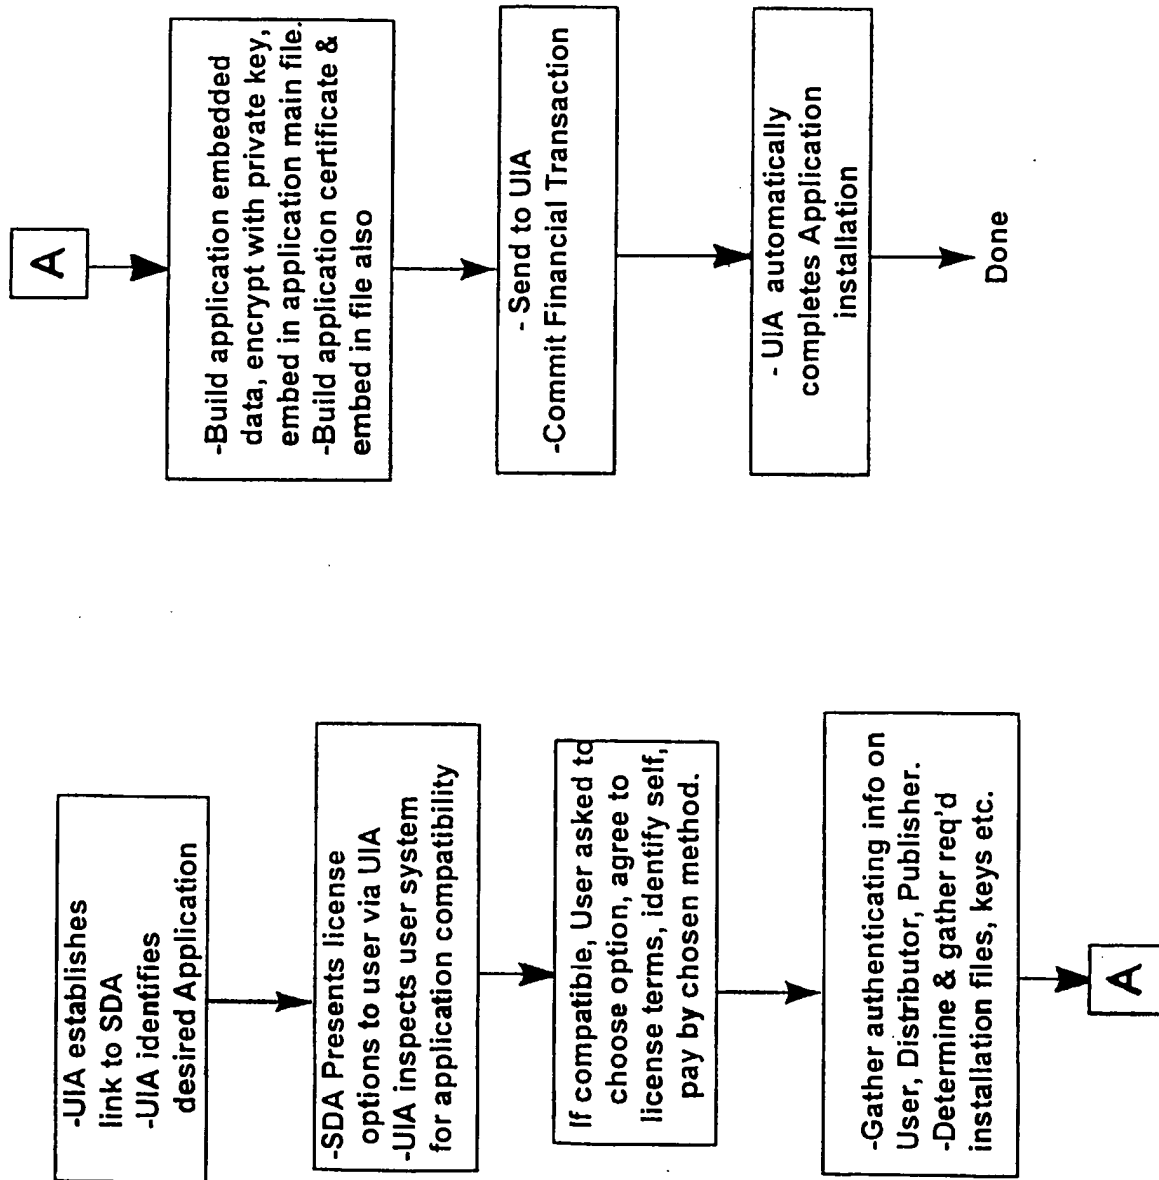 -UIA establishes
link to SDA
-UIA identifies
desired Application
-SDA Presents license
options to user via UIA
-UIA inspects user system
for application compatibility
If compatible, User asked to
choose option, agree to
license terms, identify self,
pay by chosen method.
-Gather authenticating info on
User, Distributor, Publisher.
-Determine & gather req'd
installation files, keys etc.
A
A
-Build application embedded
data, encrypt with private key,
embed in application main file.
-Build application certificate &
embed in file also
- Send to UIA
-Commit Financial Transaction
- UIA automatically
completes Application
installation
Done